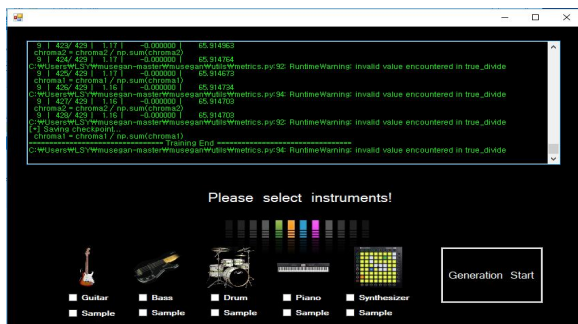 9 | 423/ 429 | 1.17 | -0.000000 | 65.914963
chroma2 = chroma2 / np.sum(chroma2)
9 | 424/ 429 | 1.17 | -0.000000 | 65.914764
C:₩Users₩LSY₩musegan-master₩musegan₩utils₩metrics.py:92: RuntimeWarning: invalid value encountered in true_divide
9 | 425/ 429 | 1.17 | -0.000000 | 65.914673
chroma1 = chroma1 / np.sum(chroma1)
9 | 426/ 429 | 1.16 | -0.000000 | 65.914734
C:₩Users₩LSY₩musegan-master₩musegan₩utils₩metrics.py:94: RuntimeWarning: invalid value encountered in true_divide
9 | 427/ 429 | 1.16 | -0.000000 | 65.914703
chroma2 = chroma2 / np.sum(chroma2)
9 | 428/ 429 | 1.16 | -0.000000 | 65.914703
C:₩Users₩LSY₩musegan-master₩musegan₩utils₩metrics.py:92: RuntimeWarning: invalid value encountered in true_divide
[*] Saving checkpoint...
chroma1 = chroma1 / np.sum(chroma1)
================================ Training End ================================
C:₩Users₩LSY₩musegan-master₩musegan₩utils₩metrics.py:94: RuntimeWarning: invalid value encountered in true_divide
Please select instruments!
Generation Start
Guitar Bass Drum Piano Synthesizer
Sample Sample Sample Sample Sample